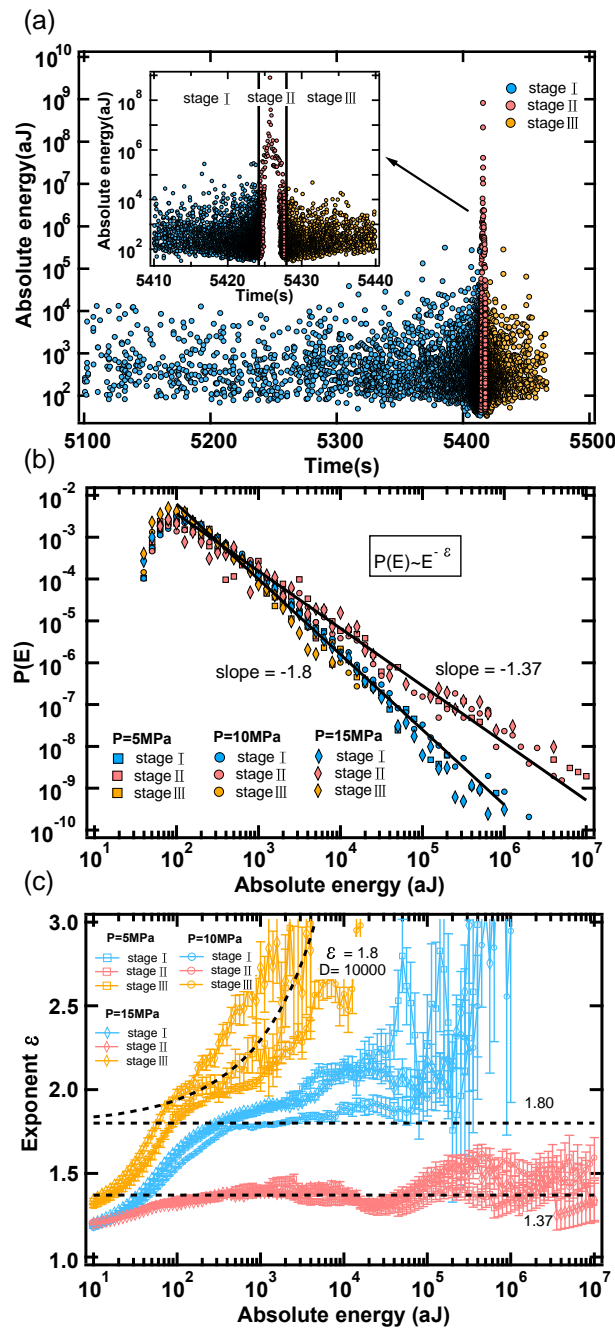 (a)
10^10
10^9
10^8
10^7
10^6
10^5
10^4
10^3
10^2
Absolute energy(aJ)
5100
5200
5300
5400
5500
Time(s)
stage Ⅰ
stage Ⅱ
stage Ⅲ
stage Ⅰ stage Ⅱ stage Ⅲ
10^8
10^6
10^4
10^2
Absolute energy(aJ)
5410
5420
5430
5440
Time(s)
(b)
10^-2
10^-3
10^-4
10^-5
10^-6
10^-7
10^-8
10^-9
10^-10
P(E)
P(E)~E^-ε
slope = -1.8
slope = -1.37
P=5MPa
stage Ⅰ
stage Ⅱ
stage Ⅲ
P=10MPa
stage Ⅰ
stage Ⅱ
stage Ⅲ
P=15MPa
stage Ⅰ
stage Ⅱ
stage Ⅲ
10^1
10^2
10^3
10^4
10^5
10^6
10^7
Absolute energy (aJ)
(c)
3.0
2.5
2.0
1.5
1.0
Exponent ε
P=5MPa
stage Ⅰ
stage Ⅱ
stage Ⅲ
P=10MPa
stage Ⅰ
stage Ⅱ
stage Ⅲ
P=15MPa
stage Ⅰ
stage Ⅱ
stage Ⅲ
ε = 1.8
D= 10000
1.80
1.37
10^1
10^2
10^3
10^4
10^5
10^6
10^7
Absolute energy (aJ)